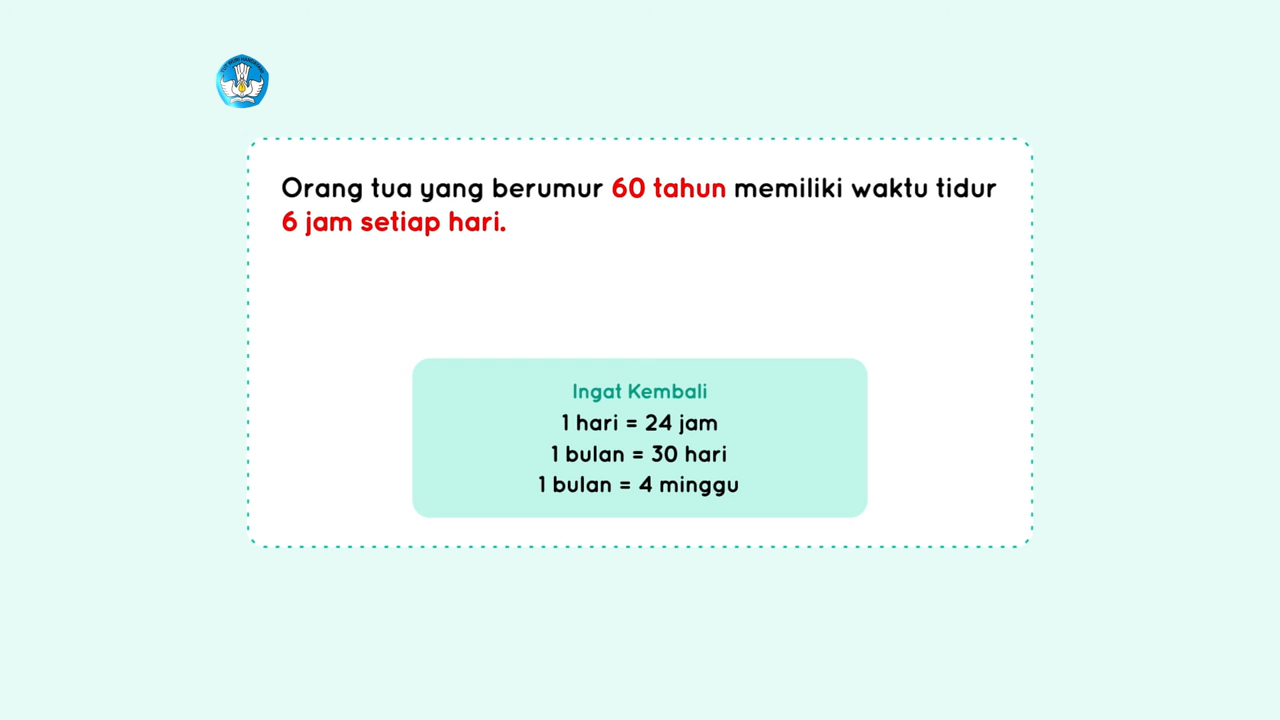 Orang tua yang berumur 60 tahun memiliki waktu tidur
6 jam setiap hari.
Ingat Kembali
1 hari = 24 jam
1 bulan = 30 hari
1 bulan = 4 minggu